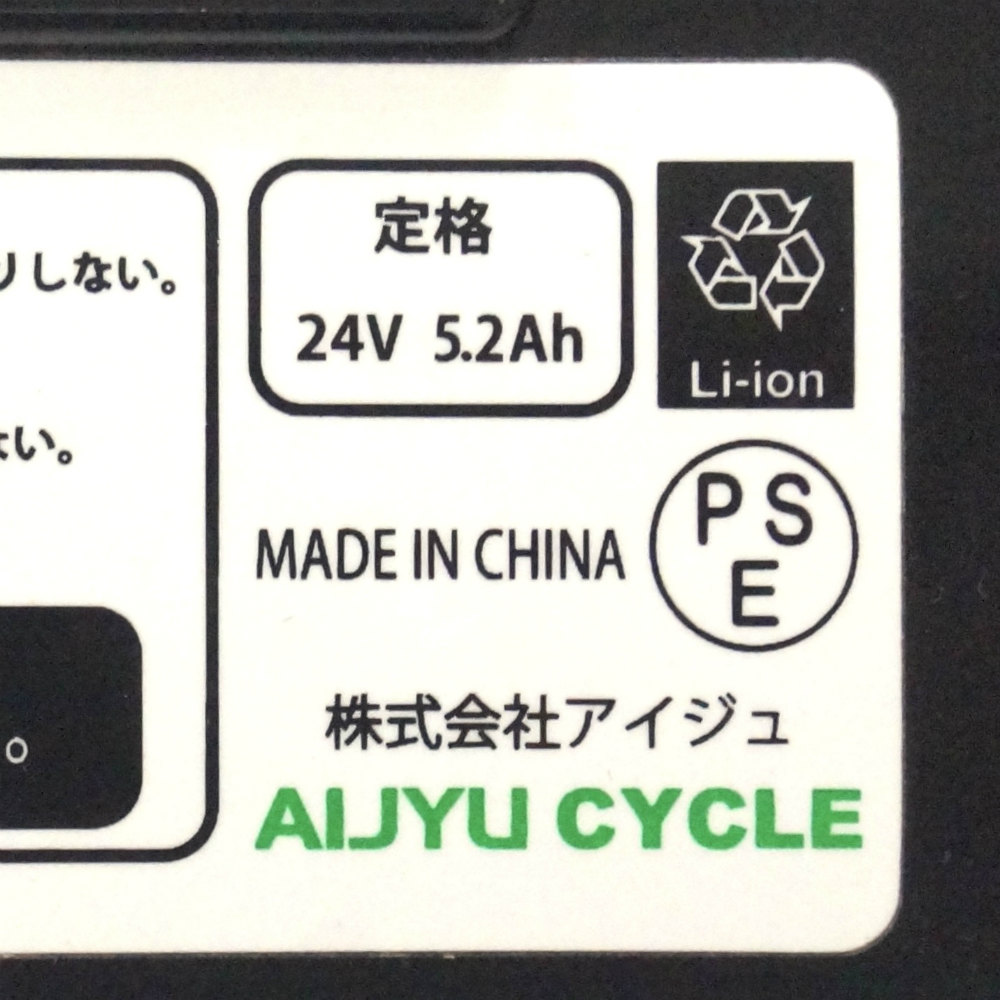 りしない。
ない。
。
定格
24V 5.2Ah
Li-ion
MADE IN CHINA
P S
E
株式会社アイジュ
AIJYU CYCLE